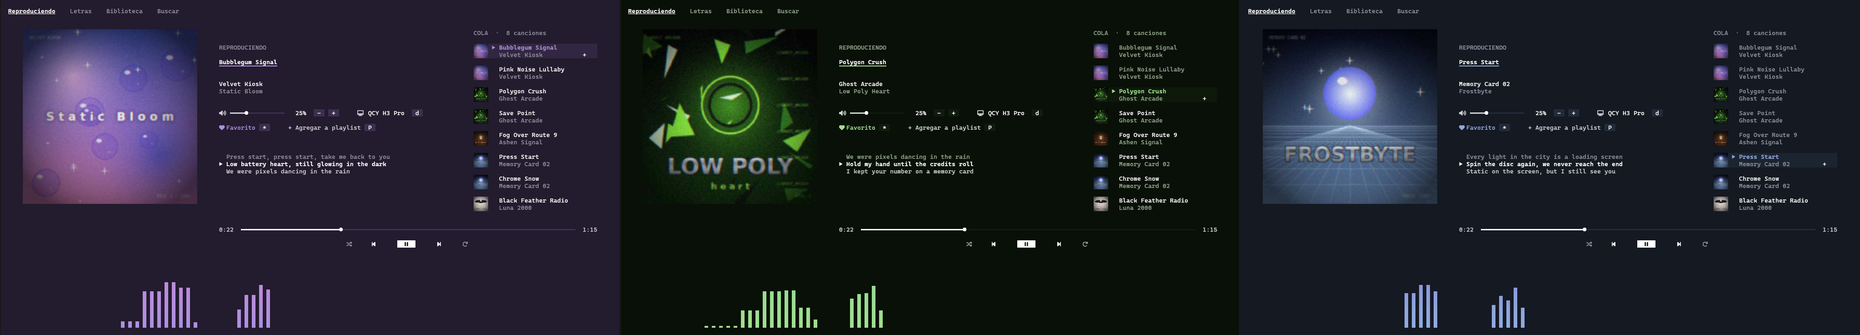 Reproduciendo Letras Biblioteca Buscar
Static Bloom
REPRODUCIENDO
Bubblegum Signal
Velvet Kiosk
Static Bloom
25% − + QCY H3 Pro d
Favorito * + Agregar a playlist P
Press start, press start, take me back to you
Low battery heart, still glowing in the dark
We were pixels dancing in the rain
COLA · 8 canciones
Bubblegum Signal
Velvet Kiosk
+
Pink Noise Lullaby
Velvet Kiosk
Polygon Crush
Ghost Arcade
Save Point
Ghost Arcade
Fog Over Route 9
Ashen Signal
Press Start
Memory Card 02
Chrome Snow
Memory Card 02
Black Feather Radio
Luna 2000
0:22 1:15
Reproduciendo Letras Biblioteca Buscar
LOW POLY
heart
REPRODUCIENDO
Polygon Crush
Ghost Arcade
Low Poly Heart
25% − + QCY H3 Pro d
Favorito * + Agregar a playlist P
We were pixels dancing in the rain
Hold my hand until the credits roll
I kept your number on a memory card
COLA · 8 canciones
Bubblegum Signal
Velvet Kiosk
Pink Noise Lullaby
Velvet Kiosk
Polygon Crush
Ghost Arcade
+
Save Point
Ghost Arcade
Fog Over Route 9
Ashen Signal
Press Start
Memory Card 02
Chrome Snow
Memory Card 02
Black Feather Radio
Luna 2000
0:22 1:15
Reproduciendo Letras Biblioteca Buscar
MEMORY CARD 02
FROSTBYTE
REPRODUCIENDO
Press Start
Memory Card 02
Frostbyte
25% − + QCY H3 Pro d
Favorito * + Agregar a playlist P
Every light in the city is a loading screen
Spin the disc again, we never reach the end
Static on the screen, but I still see you
COLA · 8 canciones
Bubblegum Signal
Velvet Kiosk
Pink Noise Lullaby
Velvet Kiosk
Polygon Crush
Ghost Arcade
Save Point
Ghost Arcade
Fog Over Route 9
Ashen Signal
Press Start
Memory Card 02
+
Chrome Snow
Memory Card 02
Black Feather Radio
Luna 2000
0:22 1:15